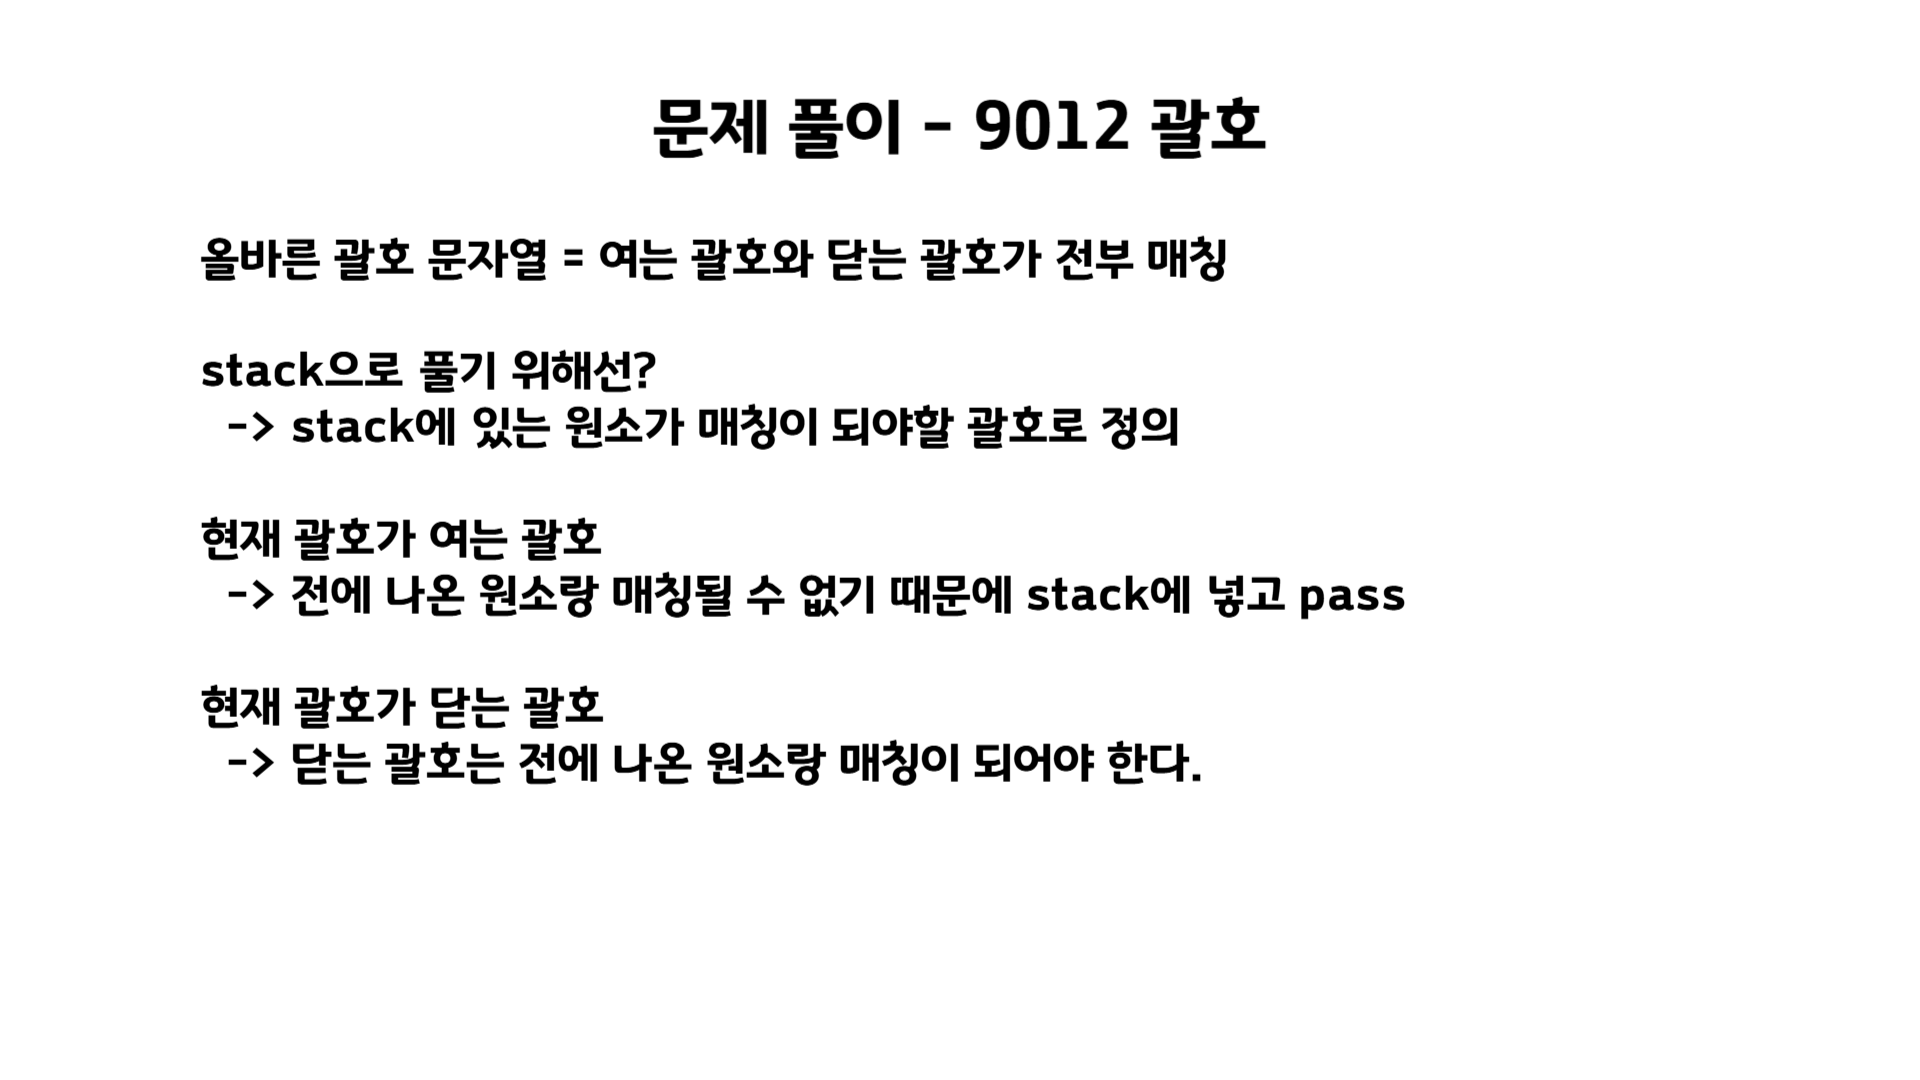 문제 풀이 - 9012 괄호
올바른 괄호 문자열 = 여는 괄호와 닫는 괄호가 전부 매칭
stack으로 풀기 위해선?
-> stack에 있는 원소가 매칭이 되야할 괄호로 정의
현재 괄호가 여는 괄호
-> 전에 나온 원소랑 매칭될 수 없기 때문에 stack에 넣고 pass
현재 괄호가 닫는 괄호
-> 닫는 괄호는 전에 나온 원소랑 매칭이 되어야 한다.